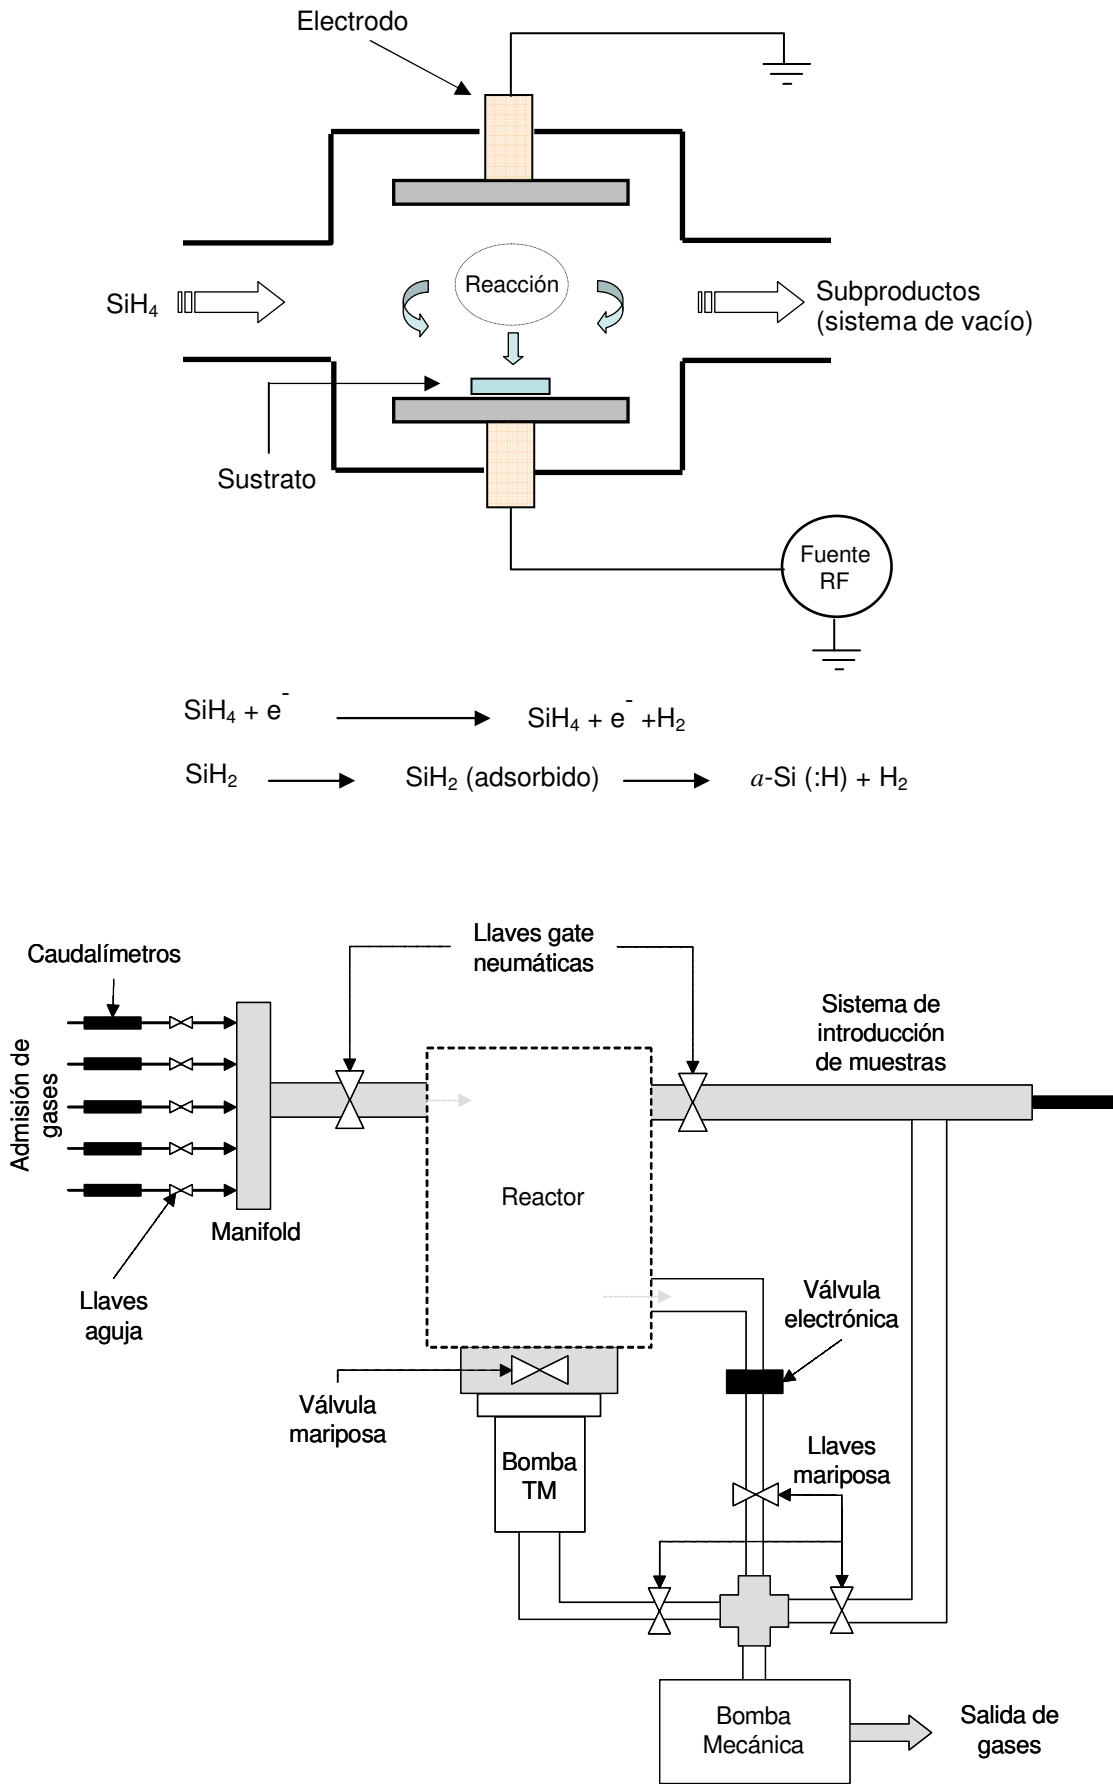 Electrodo
SiH4
Reacción
Subproductos
(sistema de vacío)
Sustrato
Fuente
RF
SiH4 + e- SiH4 + e- +H2
SiH2 SiH2 (adsorbido) a-Si (:H) + H2
Llaves gate
neumáticas
Caudalímetros
Sistema de
introducción
de muestras
Admisión de
gases
Reactor
Manifold
Llaves
aguja
Válvula
electrónica
Válvula
mariposa
Bomba
TM
Llaves
mariposa
Bomba
Mecánica
Salida de
gases